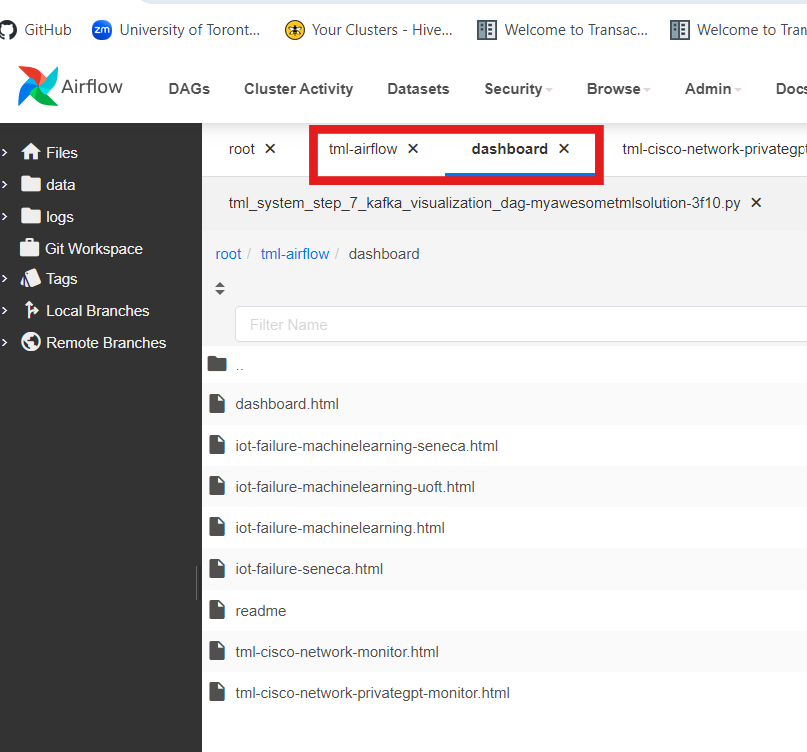 GitHub zm University of Toront... Your Clusters - Hive... Welcome to Transac... Welcome to Tran
Airflow DAGs Cluster Activity Datasets Security Browse Admin Docs
Files
data
logs
Git Workspace
Tags
Local Branches
Remote Branches
root × tml-airflow × dashboard × tml-cisco-network-privategpt
tml_system_step_7_kafka_visualization_dag-myawesometmlsolution-3f10.py ×
root / tml-airflow / dashboard
Filter Name
..
dashboard.html
iot-failure-machinelearning-seneca.html
iot-failure-machinelearning-uoft.html
iot-failure-machinelearning.html
iot-failure-seneca.html
readme
tml-cisco-network-monitor.html
tml-cisco-network-privategpt-monitor.html